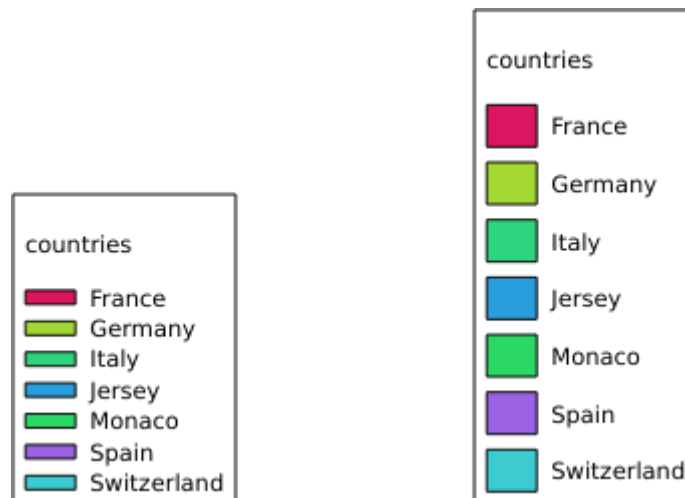 countries
France
Germany
Italy
Jersey
Monaco
Spain
Switzerland
countries
France
Germany
Italy
Jersey
Monaco
Spain
Switzerland